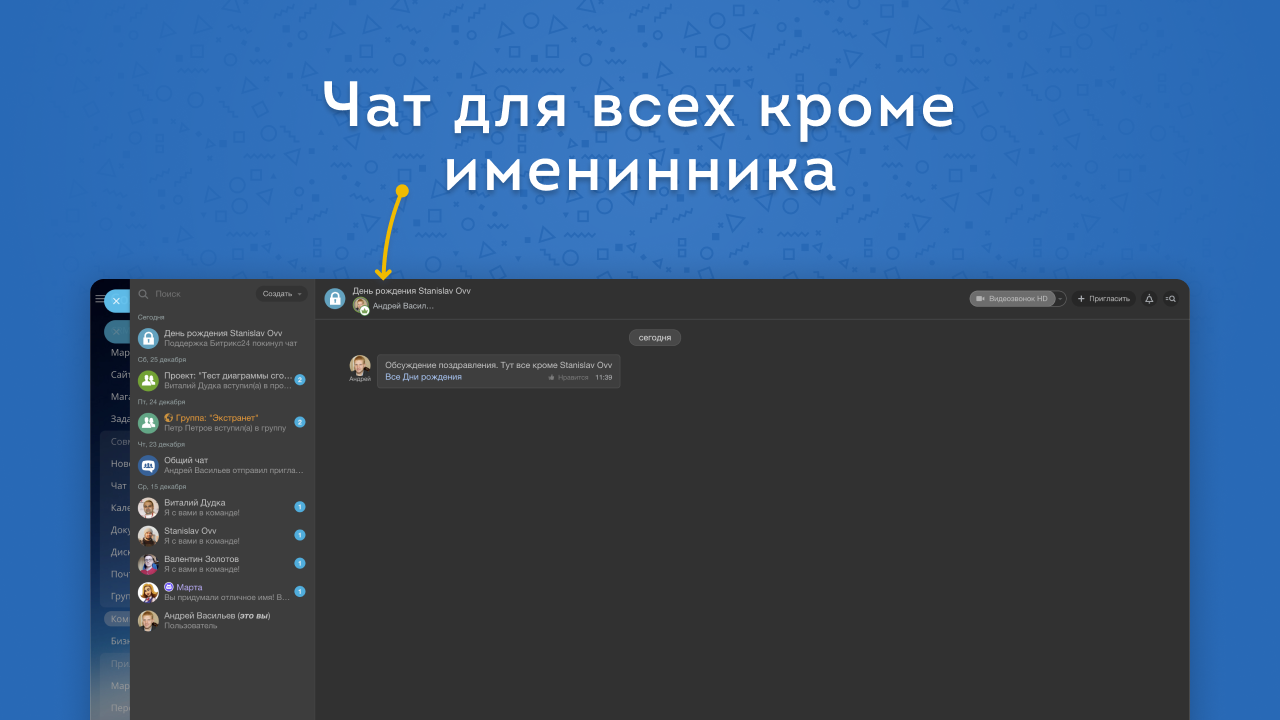 Чат для всех кроме
именинника
Поиск
Создать
Сегодня
День рождения Stanislav Ovv
Поддержка Битрикс24 покинул чат
Сб, 25 декабря
Проект: "Тест диаграммы сго...
Виталий Дудка вступил(а) в про...
2
Пт, 24 декабря
Группа: "Экстранет"
Петр Петров вступил(а) в группу
2
Чт, 23 декабря
Общий чат
Андрей Васильев отправил пригла...
Ср, 15 декабря
Виталий Дудка
Я с вами в команде!
1
Stanislav Ovv
Я с вами в команде!
1
Валентин Золотов
Я с вами в команде!
1
Марта
Вы придумали отличное имя! В...
1
Андрей Васильев (это вы)
Пользователь
День рождения Stanislav Ovv
Андрей Васил...
Видеозвонок HD
Пригласить
сегодня
Андрей
Обсуждение поздравления. Тут все кроме Stanislav Ovv
Все Дни рождения
Нравится 11:39
Мар
Сайт
Мага
Зада
Совм
Ново
Чат
Кале
Доку
Диск
Почт
Груп
Ком
Бизн
При
Мар
Пер